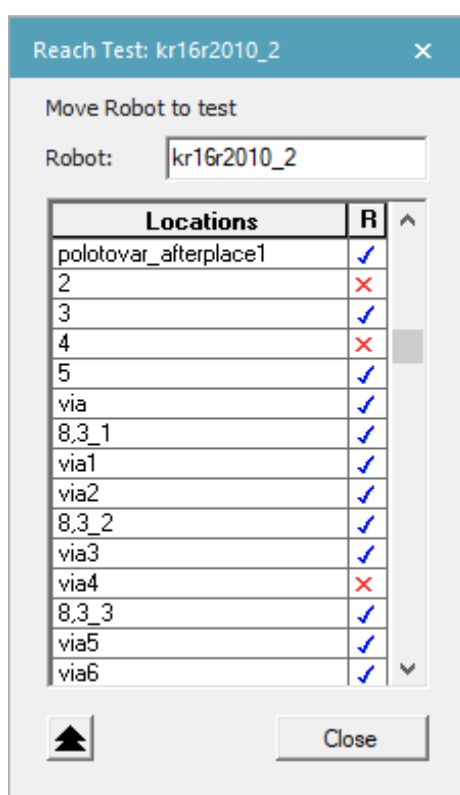 Reach Test: kr16r2010_2
Move Robot to test
Robot: kr16r2010_2
Locations R
polotovar_afterplace1
2
3
4
5
via
8,3_1
via1
via2
8,3_2
via3
via4
8,3_3
via5
via6
Close